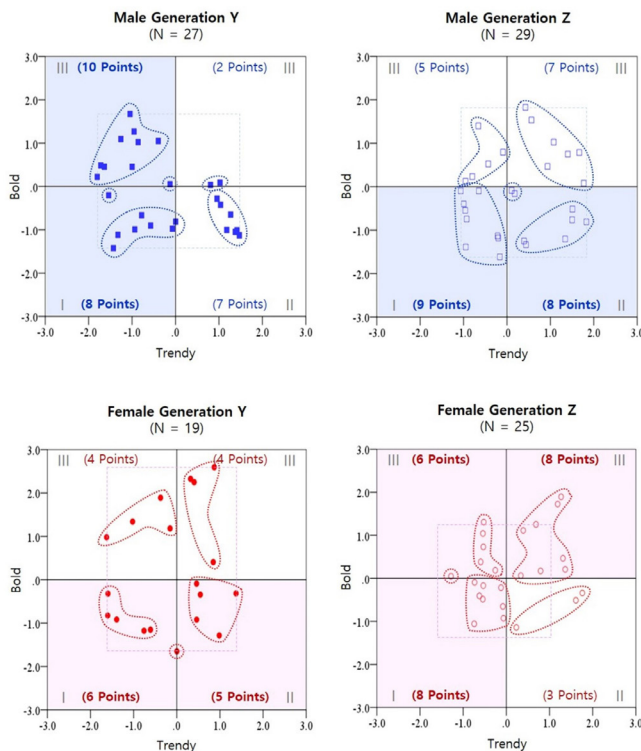 Male Generation Y
(N = 27)
3.0
III (10 Points) (2 Points) III
2.0
1.0
Bold
.0
-1.0
-2.0
I (8 Points) (7 Points) II
-3.0
-3.0 -2.0 -1.0 .0 1.0 2.0 3.0
Trendy
Male Generation Z
(N = 29)
3.0
III (5 Points) (7 Points) III
2.0
1.0
Bold
.0
-1.0
-2.0
I (9 Points) (8 Points) II
-3.0
-3.0 -2.0 -1.0 .0 1.0 2.0 3.0
Trendy
Female Generation Y
(N = 19)
3.0
III (4 Points) (4 Points) III
2.0
1.0
Bold
.0
-1.0
-2.0
I (6 Points) (5 Points) II
-3.0
-3.0 -2.0 -1.0 .0 1.0 2.0 3.0
Trendy
Female Generation Z
(N = 25)
3.0
III (6 Points) (8 Points) III
2.0
1.0
Bold
.0
-1.0
-2.0
I (8 Points) (3 Points) II
-3.0
-3.0 -2.0 -1.0 .0 1.0 2.0 3.0
Trendy